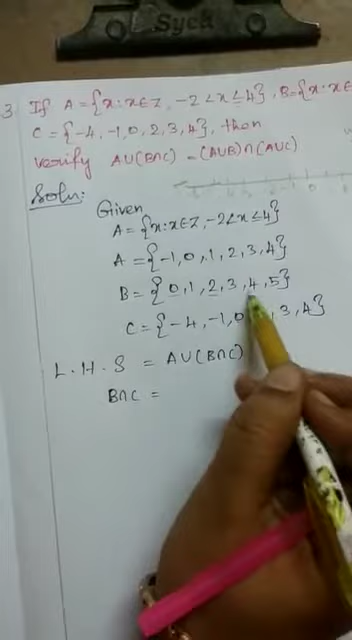 Sysck
3 If A = {x : x ∈ Z, -2 < x ≤ 4}, B = {x : x ∈
C = {-4, -1, 0, 2, 3, 4}, then
verify A∪(B∩C) = (A∪B)∩(A∪C)
Soln:
Given
A = {x : x ∈ Z, -2 < x ≤ 4}
A = {-1, 0, 1, 2, 3, 4}
B = {0, 1, 2, 3, 4, 5}
C = {-4, -1, 0 , 3, 4}
L.H.S = A∪(B∩C)
B∩C =